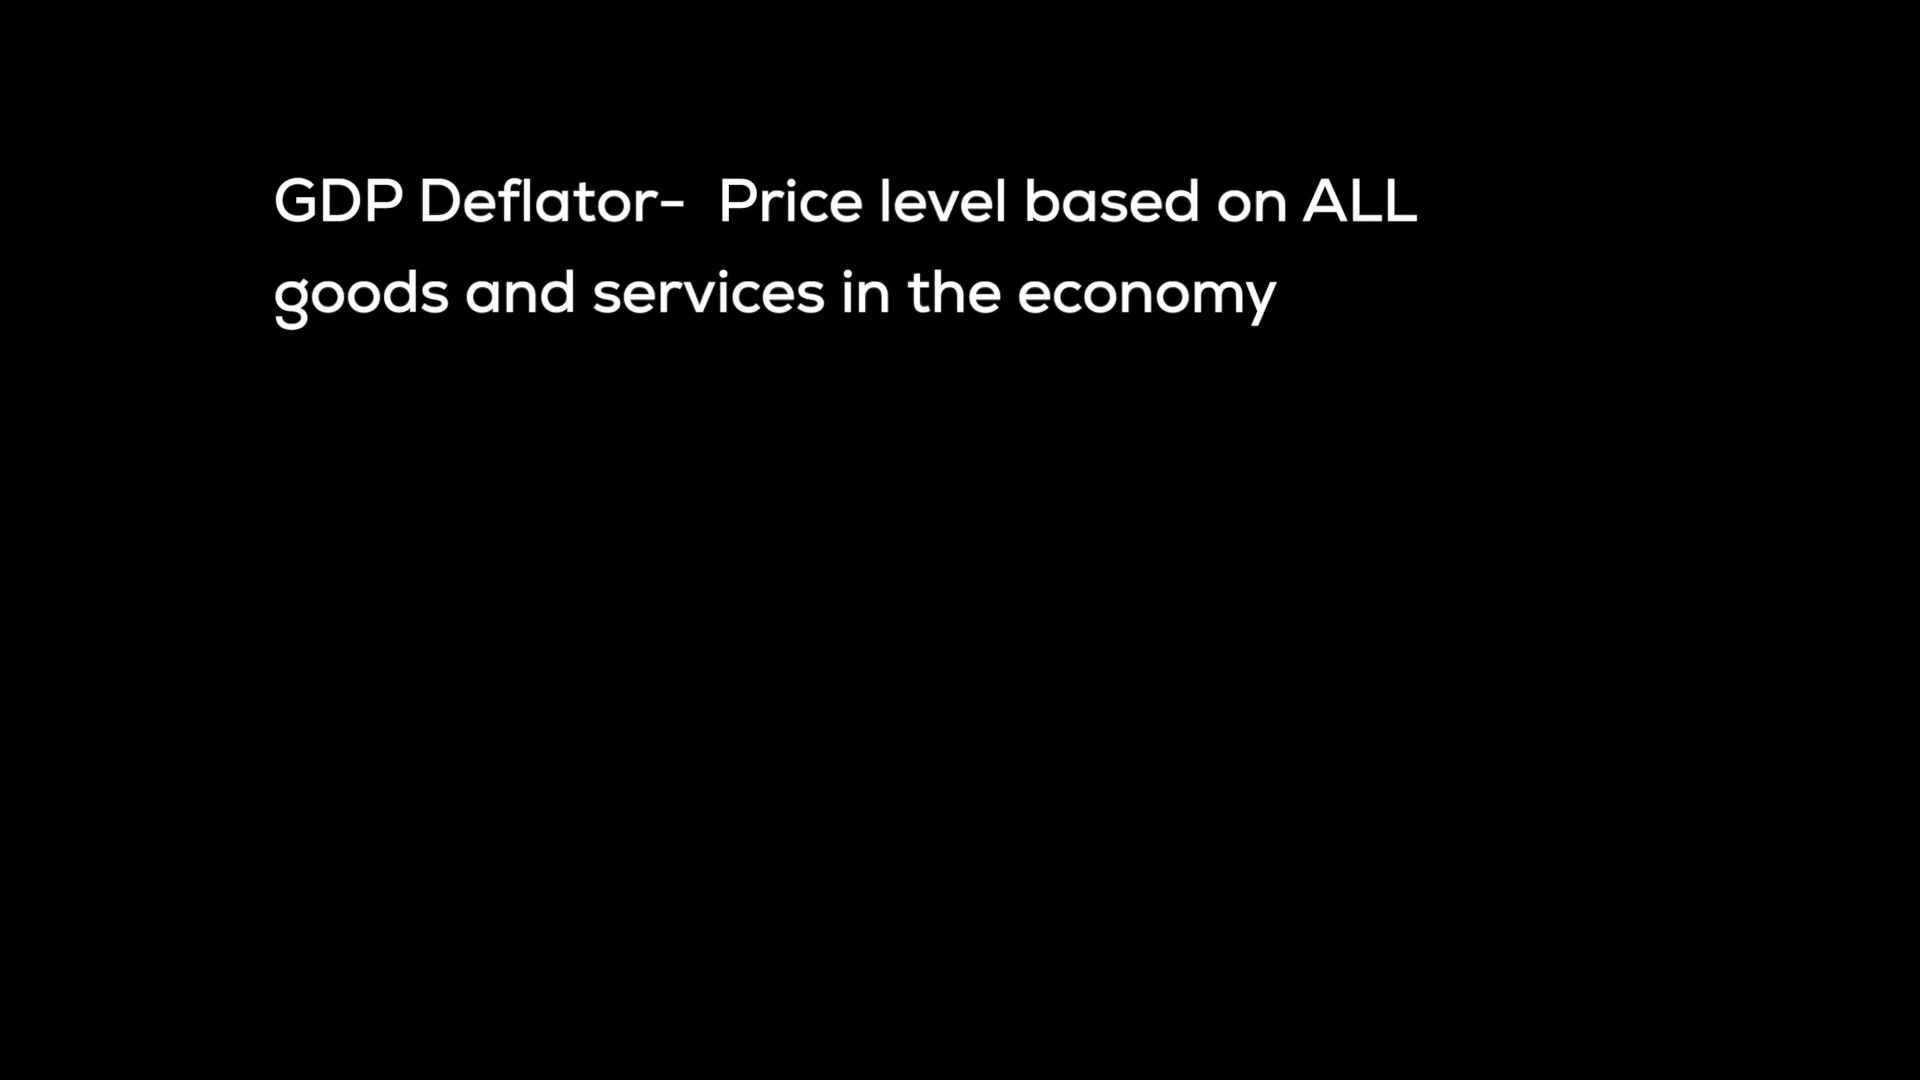 GDP Deflator-  Price level based on ALL
goods and services in the economy